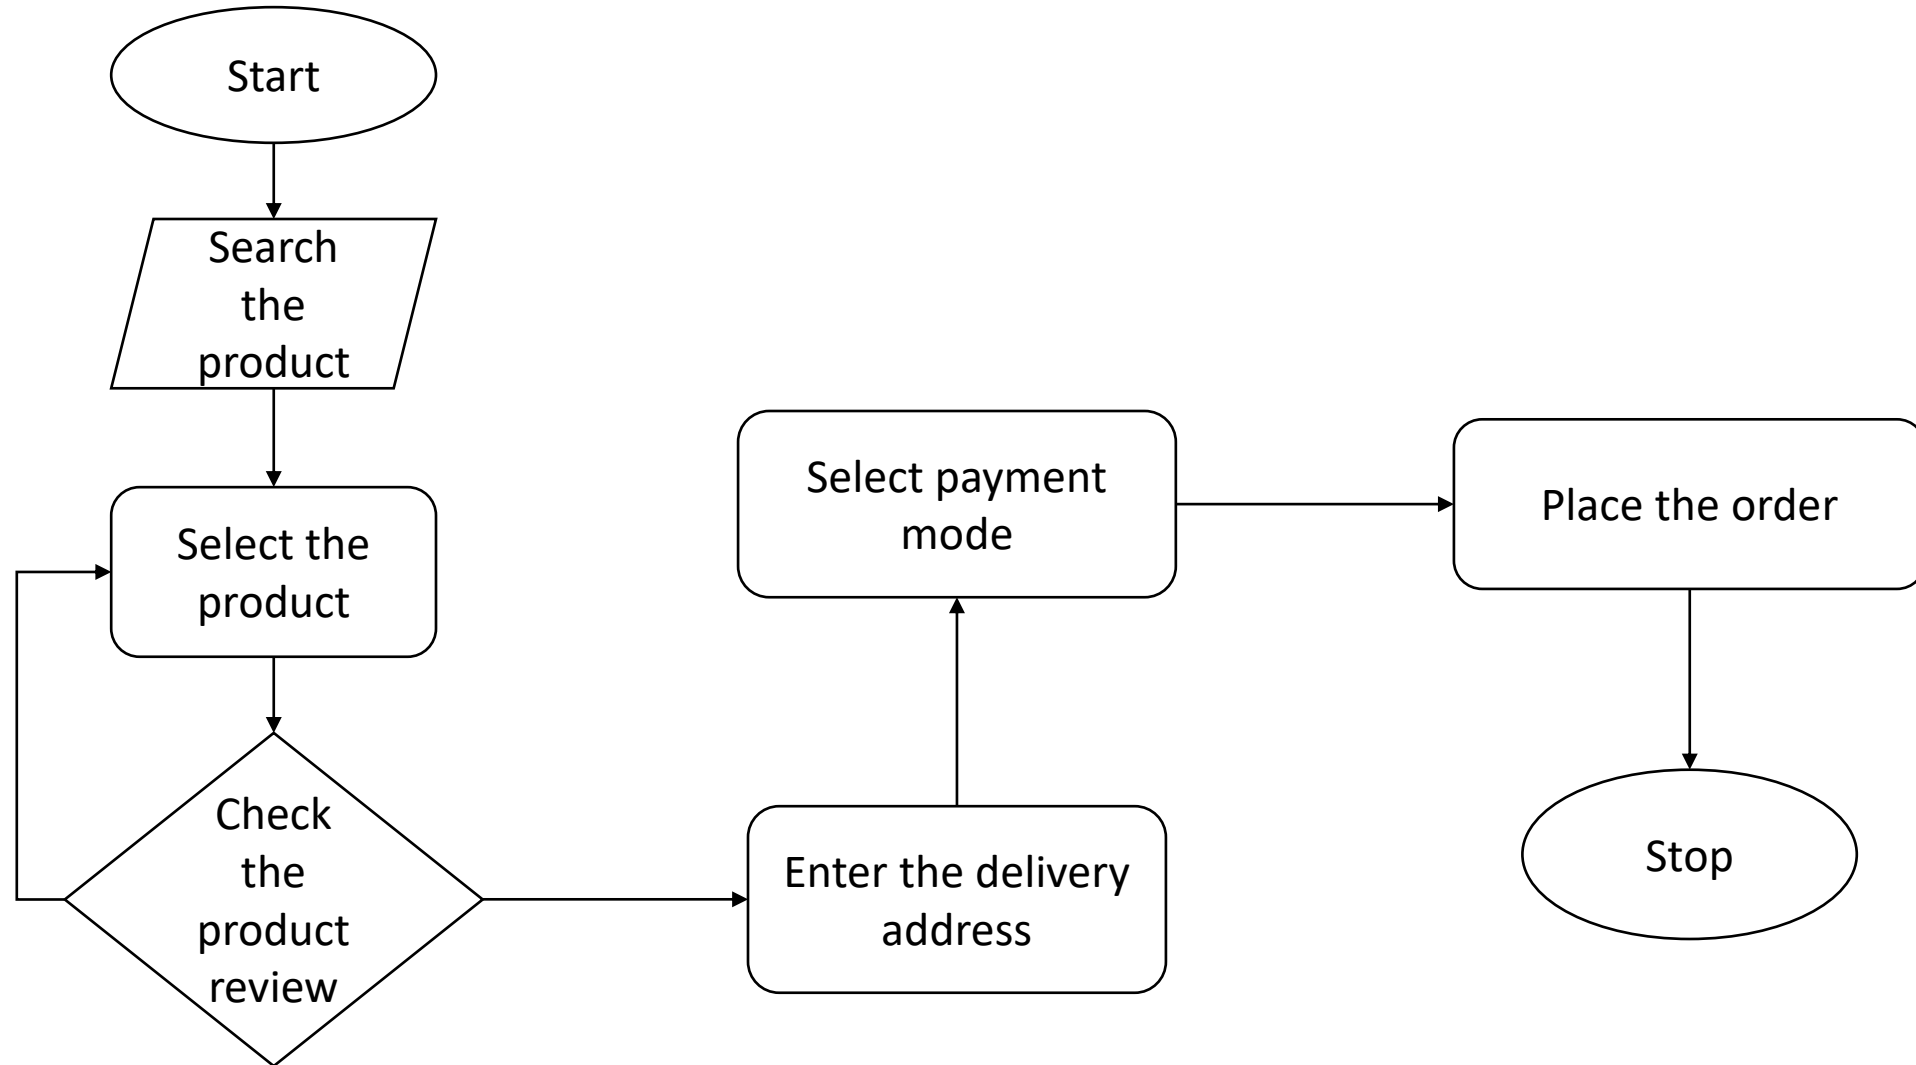 Start
Search
the
product
Select the
product
Check
the
product
review
Enter the delivery
address
Select payment
mode
Place the order
Stop